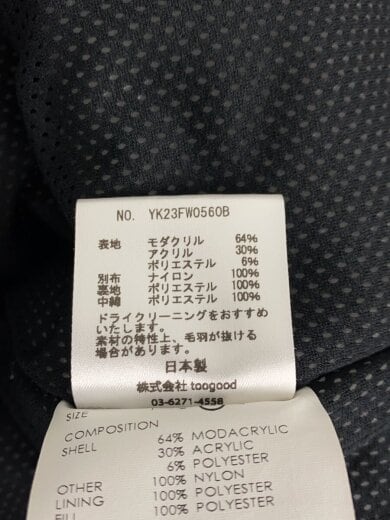 NO. YK23FW0560B
表地 モダクリル 64%
アクリル 30%
ポリエステル 6%
別布 ナイロン 100%
裏地 ポリエステル 100%
中綿 ポリエステル 100%
ドライクリーニングをおすすめ
いたします。
素材の特性上、毛羽が抜ける
場合があります。
日本製
株式会社 toogood
03-6271-4558
SIZE
COMPOSITION
SHELL 64% MODACRYLIC
30% ACRYLIC
6% POLYESTER
OTHER 100% NYLON
LINING 100% POLYESTER
FILL 100% POLYESTER